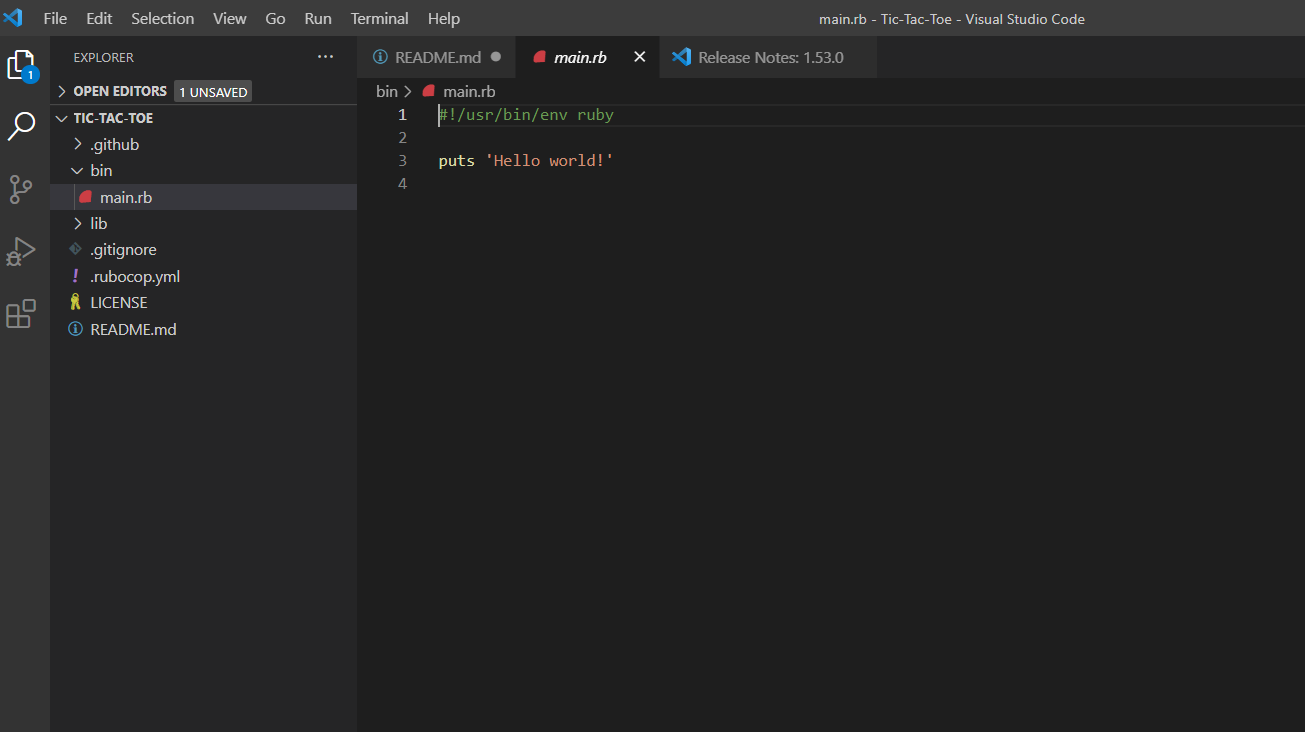 File Edit Selection View Go Run Terminal Help main.rb - Tic-Tac-Toe - Visual Studio Code
1
EXPLORER ···
OPEN EDITORS 1 UNSAVED
TIC-TAC-TOE
.github
bin
main.rb
lib
.gitignore
! .rubocop.yml
LICENSE
README.md
README.md main.rb Release Notes: 1.53.0
bin > main.rb
1 #!/usr/bin/env ruby
2
3 puts 'Hello world!'
4